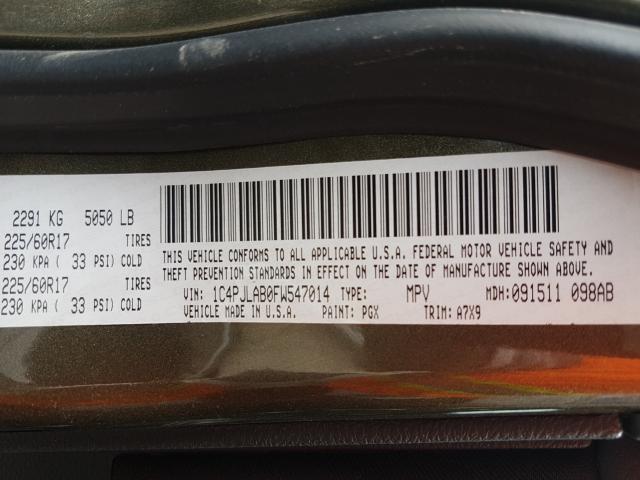 2291 KG 5050 LB
225/60R17 TIRES
230 KPA ( 33 PSI) COLD
225/60R17 TIRES
230 KPA ( 33 PSI) COLD
THIS VEHICLE CONFORMS TO ALL APPLICABLE U.S.A. FEDERAL MOTOR VEHICLE SAFETY AND
THEFT PREVENTION STANDARDS IN EFFECT ON THE DATE OF MANUFACTURE SHOWN ABOVE.
VIN: 1C4PJLAB0FW547014 TYPE: MPV MDH:091511 098AB
VEHICLE MADE IN U.S.A. PAINT: PGX TRIM: A7X9